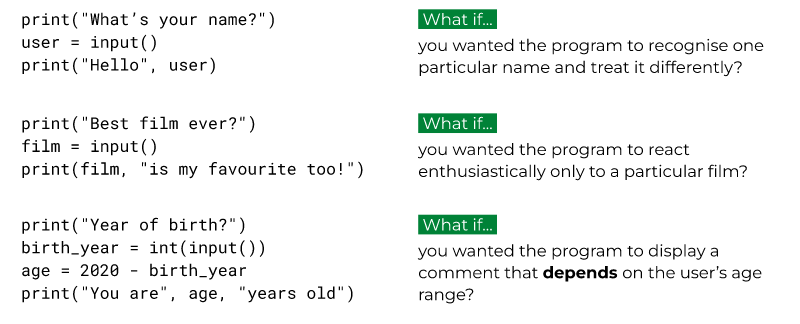 print("What’s your name?")
user = input()
print("Hello", user)
What if...
you wanted the program to recognise one
particular name and treat it differently?
print("Best film ever?")
film = input()
print(film, "is my favourite too!")
What if...
you wanted the program to react
enthusiastically only to a particular film?
print("Year of birth?")
birth_year = int(input())
age = 2020 - birth_year
print("You are", age, "years old")
What if...
you wanted the program to display a
comment that depends on the user’s age
range?